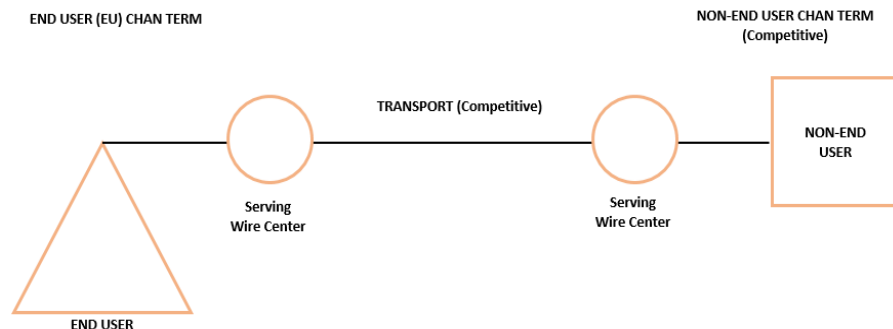 END USER (EU) CHAN TERM
NON-END USER CHAN TERM
(Competitive)
TRANSPORT (Competitive)
NON-END
USER
Serving
Wire Center
Serving
Wire Center
END USER